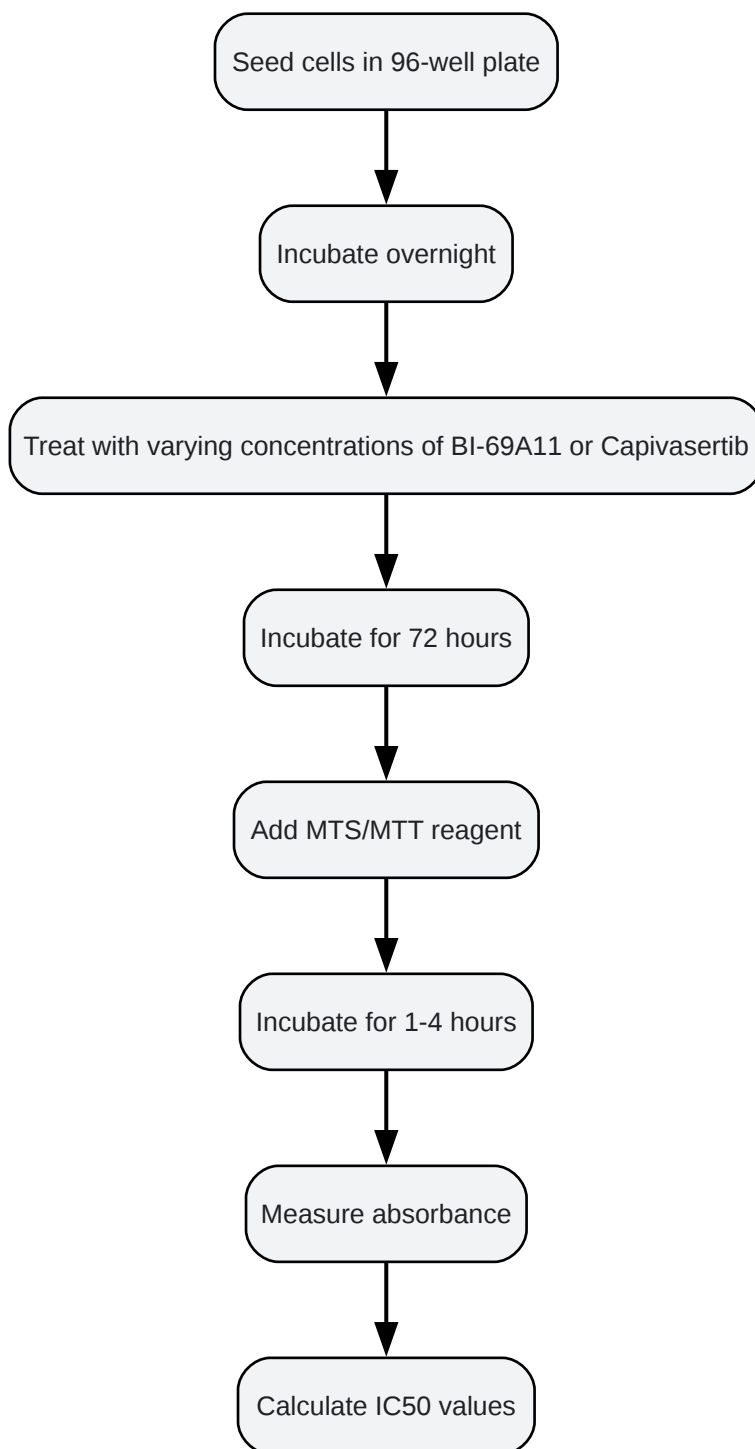 Seed cells in 96-well plate
Incubate overnight
Treat with varying concentrations of BI-69A11 or Capivasertib
Incubate for 72 hours
Add MTS/MTT reagent
Incubate for 1-4 hours
Measure absorbance
Calculate IC50 values